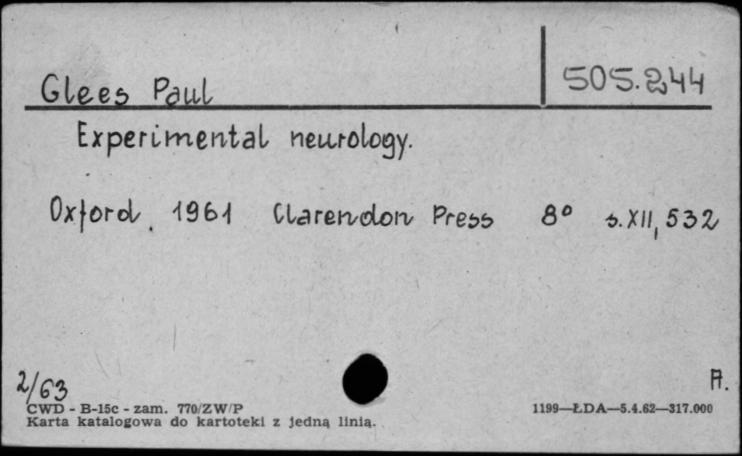 Glees Paul 505.244
Experimental neurology.
Oxford, 1961 Clarendon Press 8° s.XII, 532
2/63 A.
CWD - B-15c - zam. 770/ZW/P 1199—ŁDA—5.4.62—317.000
Karta katalogowa do kartoteki z jedną linią.